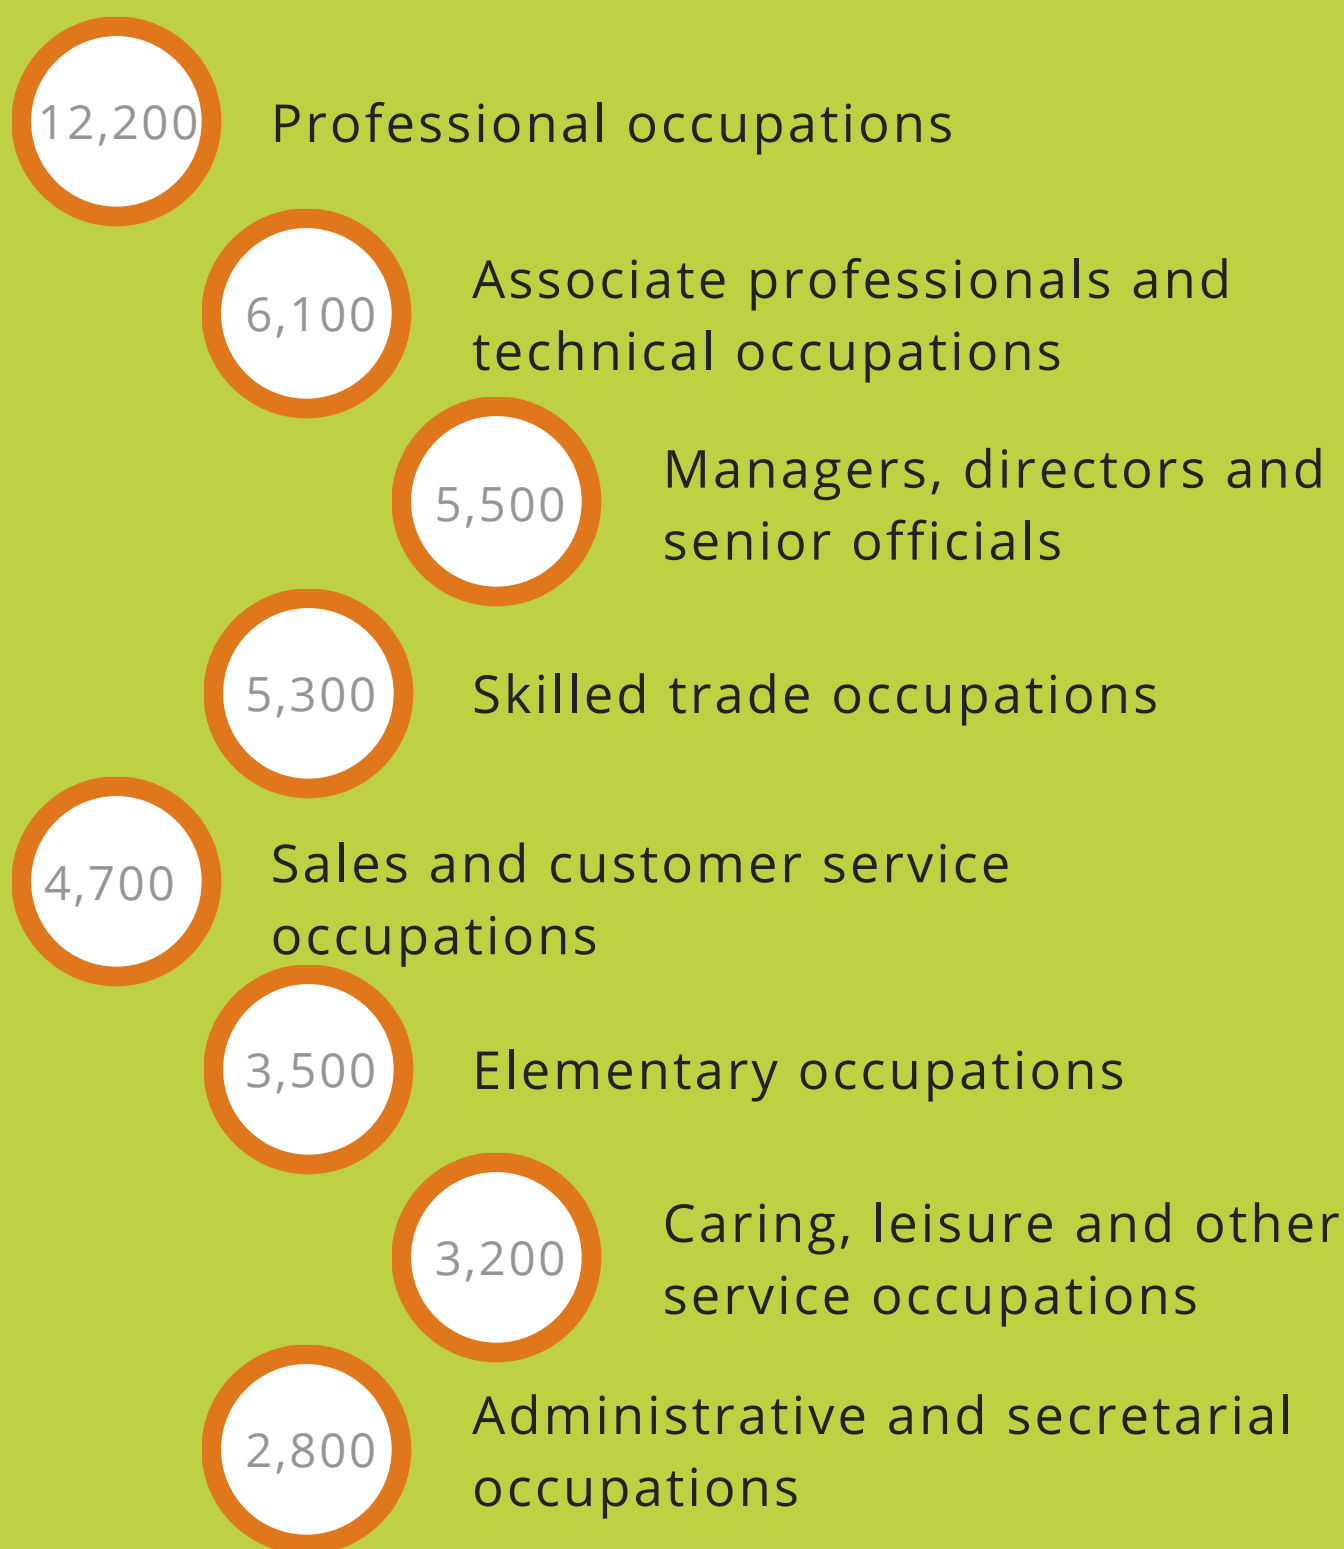 12,200
Professional occupations
6,100
Associate professionals and
technical occupations
5,500
Managers, directors and
senior officials
5,300
Skilled trade occupations
4,700
Sales and customer service
occupations
3,500
Elementary occupations
3,200
Caring, leisure and other
service occupations
2,800
Administrative and secretarial
occupations